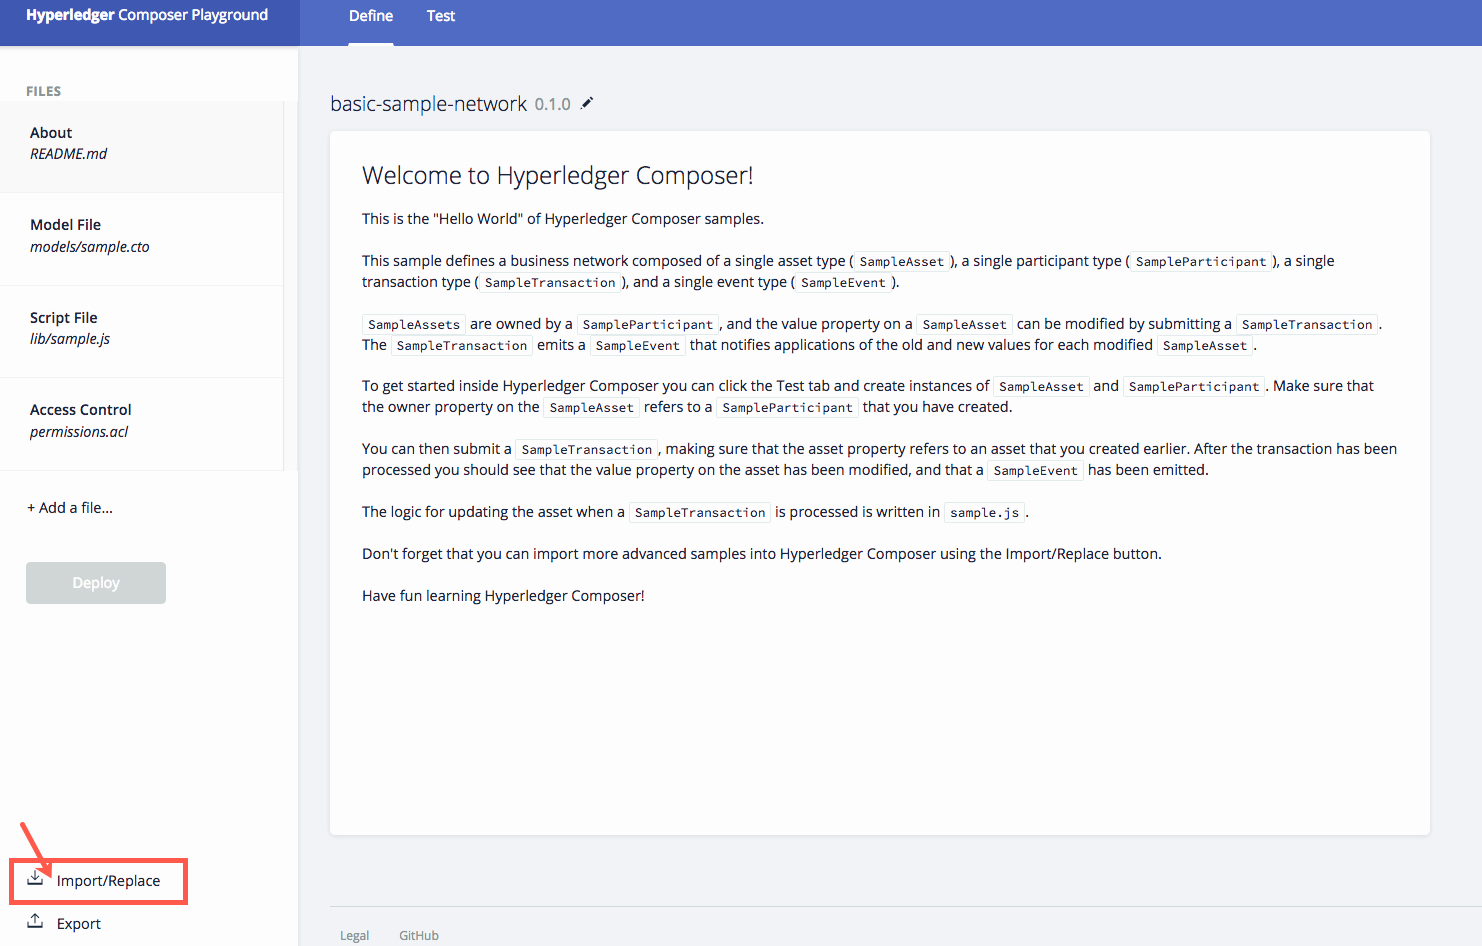 Hyperledger Composer Playground
Define Test
FILES
About
README.md
Model File
models/sample.cto
Script File
lib/sample.js
Access Control
permissions.acl
+ Add a file...
Deploy
Import/Replace
Export
basic-sample-network 0.1.0
Welcome to Hyperledger Composer!
This is the "Hello World" of Hyperledger Composer samples.
This sample defines a business network composed of a single asset type ( SampleAsset ), a single participant type ( SampleParticipant ), a single
transaction type ( SampleTransaction ), and a single event type ( SampleEvent ).
SampleAssets are owned by a SampleParticipant , and the value property on a SampleAsset can be modified by submitting a SampleTransaction .
The SampleTransaction emits a SampleEvent that notifies applications of the old and new values for each modified SampleAsset .
To get started inside Hyperledger Composer you can click the Test tab and create instances of SampleAsset and SampleParticipant . Make sure that
the owner property on the SampleAsset refers to a SampleParticipant that you have created.
You can then submit a SampleTransaction , making sure that the asset property refers to an asset that you created earlier. After the transaction has been
processed you should see that the value property on the asset has been modified, and that a SampleEvent has been emitted.
The logic for updating the asset when a SampleTransaction is processed is written in sample.js .
Don't forget that you can import more advanced samples into Hyperledger Composer using the Import/Replace button.
Have fun learning Hyperledger Composer!
Legal GitHub